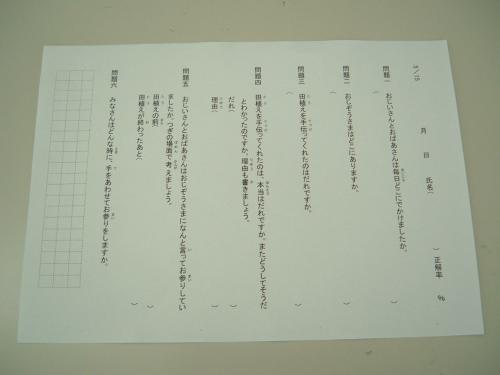 3/15　月　日　氏名（　）正解率　％
問題一　おじいさんとおばあさんは毎日どこにでかけましたか。
（　）
問題二　おじぞうさまはどこにありますか。
（　）
問題三　田植えを手伝ってくれたのはだれですか。
（　）
問題四　田植えを手伝ってくれたのは、本当はだれですか。またどうしてそうだ
とわかったのですか。理由も書きましょう。
だれ（　）
理由（　）
問題五　おじいさんとおばあさんはおじぞうさまになんと言ってお参りしてい
ましたか。つぎの場面で考えましょう。
田植えの前（　）
田植えが終わったあと（　）
問題六　みなさんはどんな時に、手をあわせてお参りをしますか。